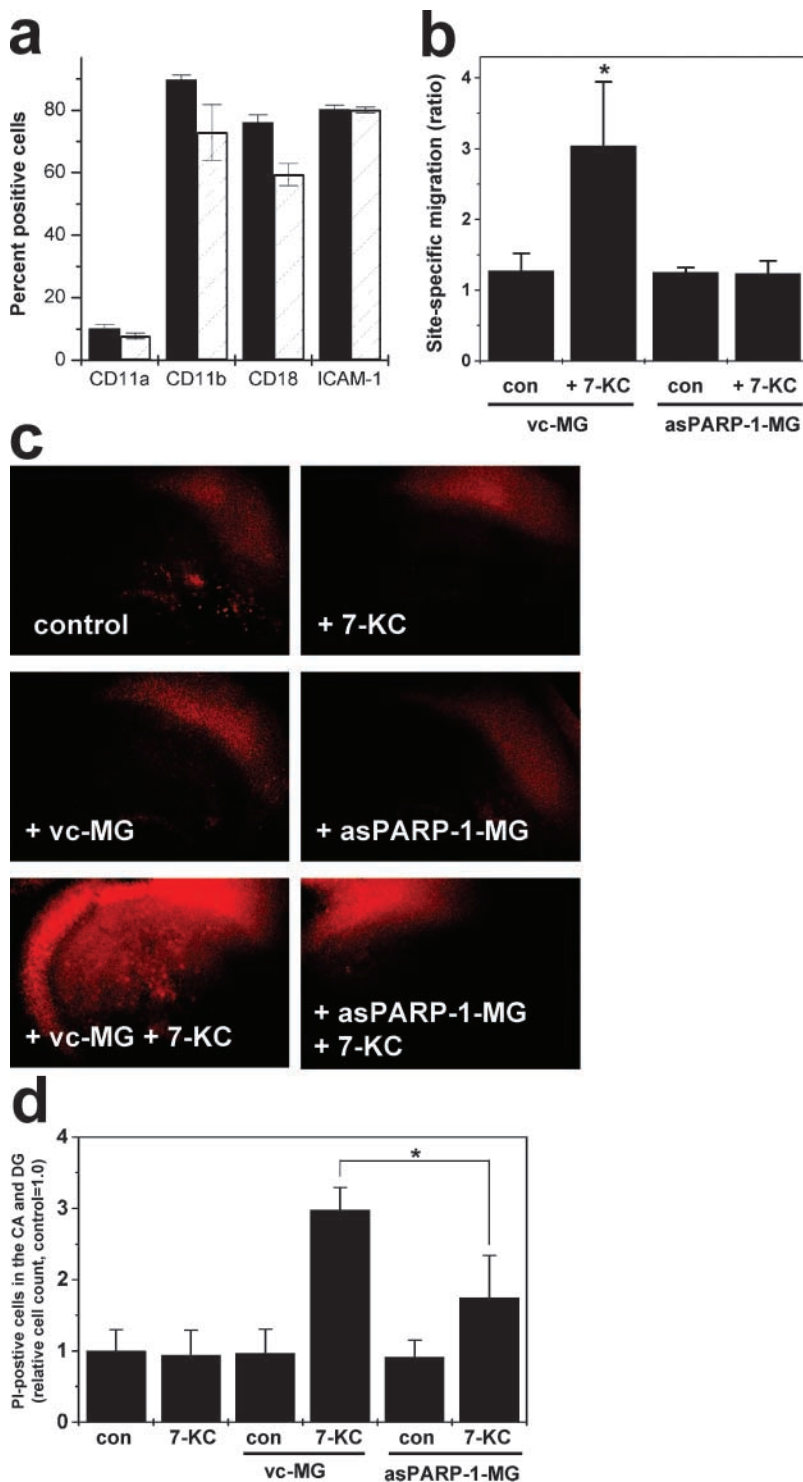 a
Percent positive cells
80
60
40
20
0
CD11a CD11b CD18 ICAM-1
b
Site-specific migration (ratio)
4
3
2
1
0
*
con + 7-KC con + 7-KC
vc-MG asPARP-1-MG
c
control
+ 7-KC
+ vc-MG
+ asPARP-1-MG
+ vc-MG + 7-KC
+ asPARP-1-MG
+ 7-KC
d
PI-postive cells in the CA and DG
(relative cell count, control=1.0)
4
3
2
1
0
*
con 7-KC con 7-KC con 7-KC
vc-MG asPARP-1-MG